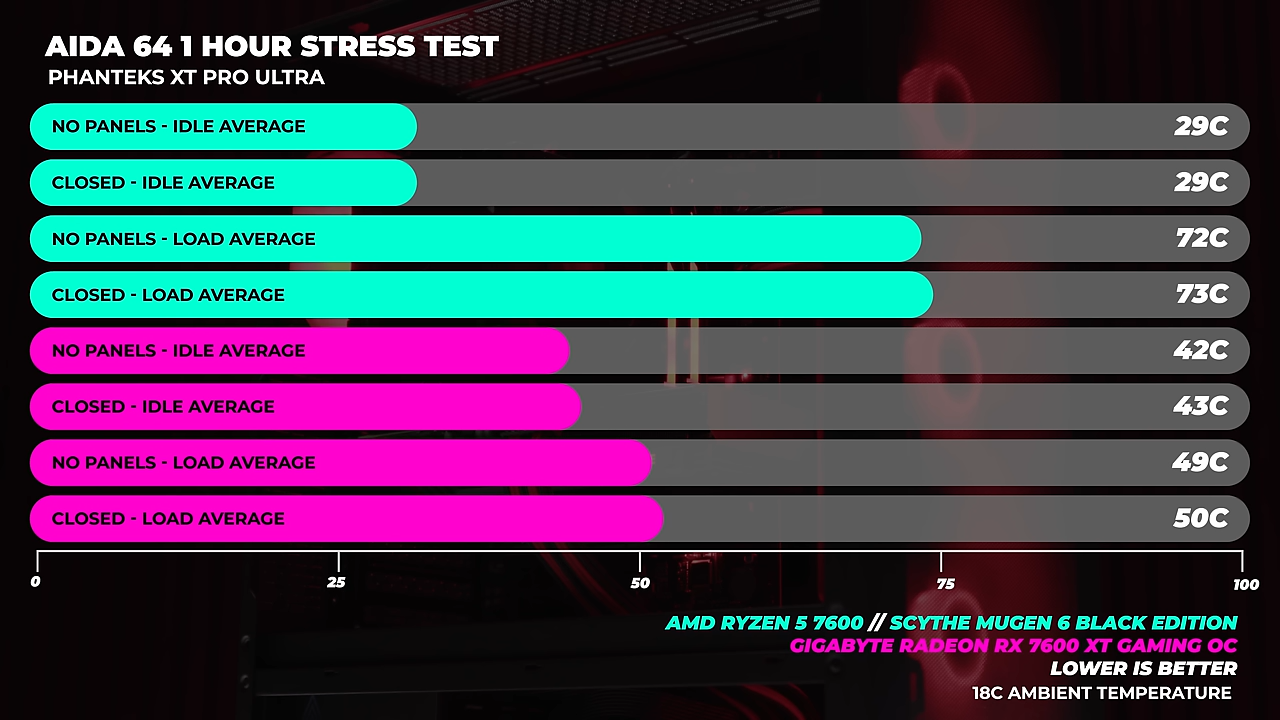 AIDA 64 1 HOUR STRESS TEST
PHANTEKS XT PRO ULTRA
NO PANELS - IDLE AVERAGE 29C
CLOSED - IDLE AVERAGE 29C
NO PANELS - LOAD AVERAGE 72C
CLOSED - LOAD AVERAGE 73C
NO PANELS - IDLE AVERAGE 42C
CLOSED - IDLE AVERAGE 43C
NO PANELS - LOAD AVERAGE 49C
CLOSED - LOAD AVERAGE 50C
0 25 50 75 100
AMD RYZEN 5 7600 // SCYTHE MUGEN 6 BLACK EDITION
GIGABYTE RADEON RX 7600 XT GAMING OC
LOWER IS BETTER
18C AMBIENT TEMPERATURE